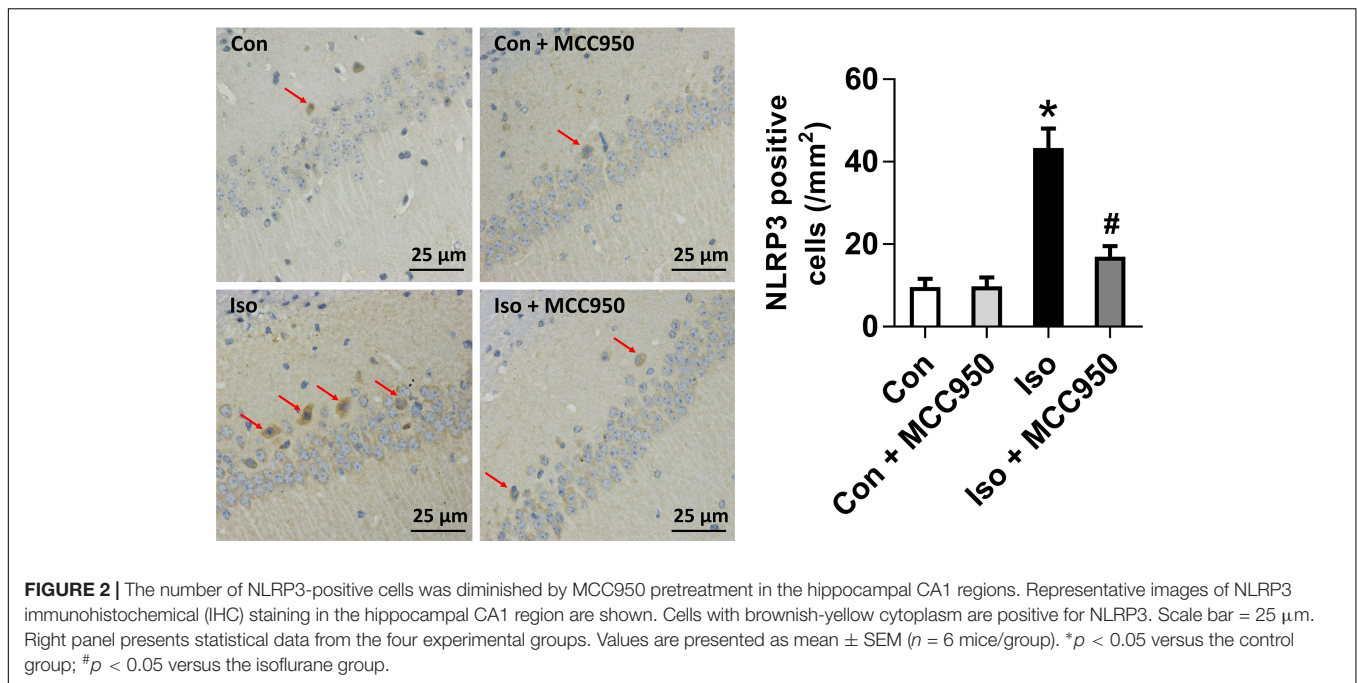 Con
Con + MCC950
25 µm
25 µm
Iso
Iso + MCC950
25 µm
25 µm
NLRP3 positive
cells (/mm²)
60
40
20
0
*
#
Con
Con + MCC950
Iso
Iso + MCC950
FIGURE 2 | The number of NLRP3-positive cells was diminished by MCC950 pretreatment in the hippocampal CA1 regions. Representative images of NLRP3
immunohistochemical (IHC) staining in the hippocampal CA1 region are shown. Cells with brownish-yellow cytoplasm are positive for NLRP3. Scale bar = 25 µm.
Right panel presents statistical data from the four experimental groups. Values are presented as mean ± SEM (n = 6 mice/group). *p < 0.05 versus the control
group; #p < 0.05 versus the isoflurane group.